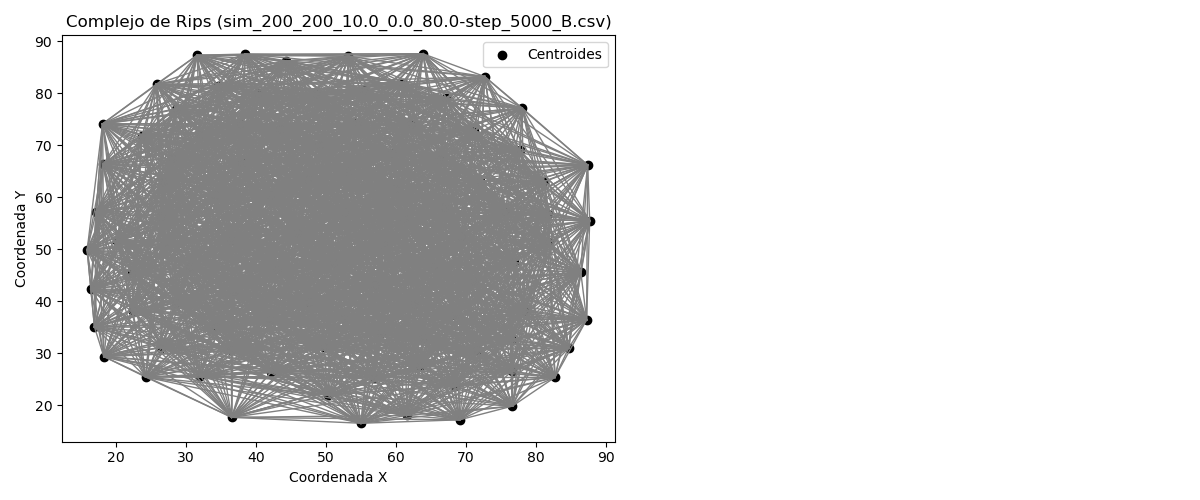 Complejo de Rips (sim_200_200_10.0_0.0_80.0-step_5000_B.csv)
Centroides
90
80
70
60
50
40
30
20
Coordenada Y
20 30 40 50 60 70 80 90
Coordenada X